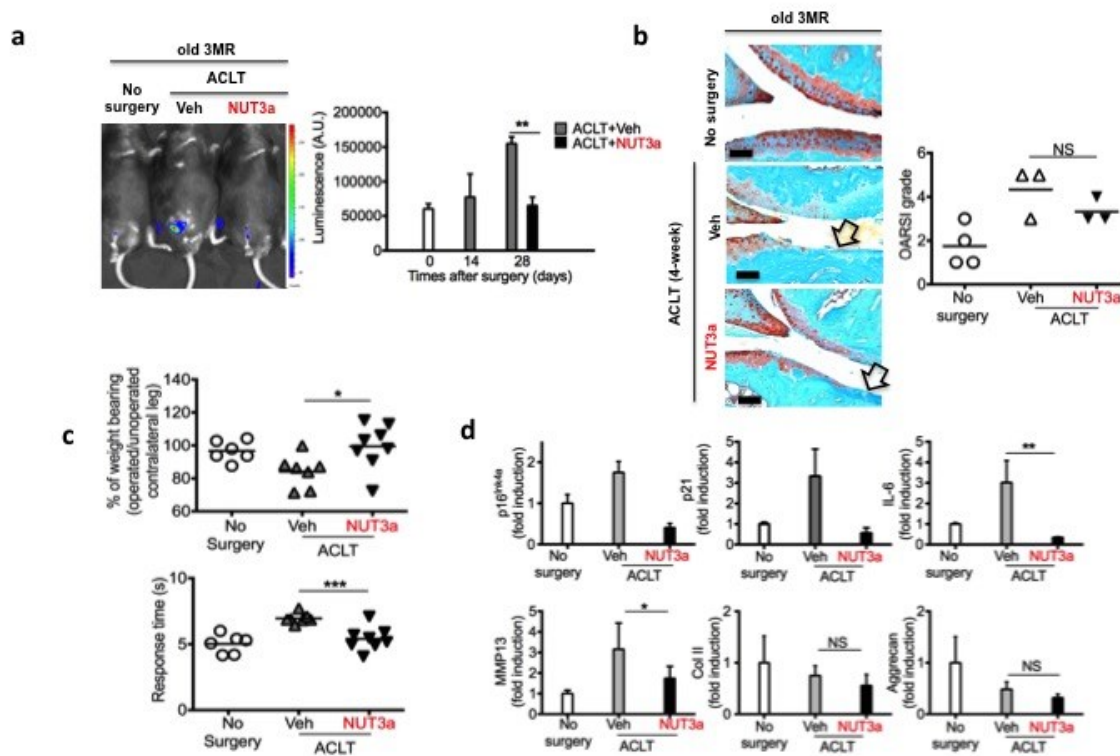 a
old 3MR
ACLT
No surgery
Veh
NUT3a
Luminescence (A.U.)
200000
150000
100000
50000
0
**
ACLT+Veh
ACLT+NUT3a
0 14 28
Times after surgery (days)
b
old 3MR
No surgery
Veh
NUT3a
ACLT (4-week)
OARSI grade
6
4
2
0
NS
No surgery
Veh
NUT3a
ACLT
c
% of weight bearing
(operated/unoperated
contralateral leg)
140
120
100
80
60
*
No
Surgery
Veh
NUT3a
ACLT
Response time (s)
10
5
0
***
No
surgery
Veh
NUT3a
ACLT
d
p16Ink4a
(fold induction)
2
1
0
No
surgery
Veh NUT3a
ACLT
p21
(fold induction)
5
4
3
2
1
0
No
surgery
Veh NUT3a
ACLT
IL-6
(fold induction)
5
4
3
2
1
0
**
No
surgery
Veh NUT3a
ACLT
MMP13
(fold induction)
5
4
3
2
1
0
*
No
surgery
Veh NUT3a
ACLT
Col II
(fold induction)
2
1
0
NS
No
surgery
Veh NUT3a
ACLT
Aggrecan
(fold induction)
2
1
0
NS
No
surgery
Veh NUT3a
ACLT